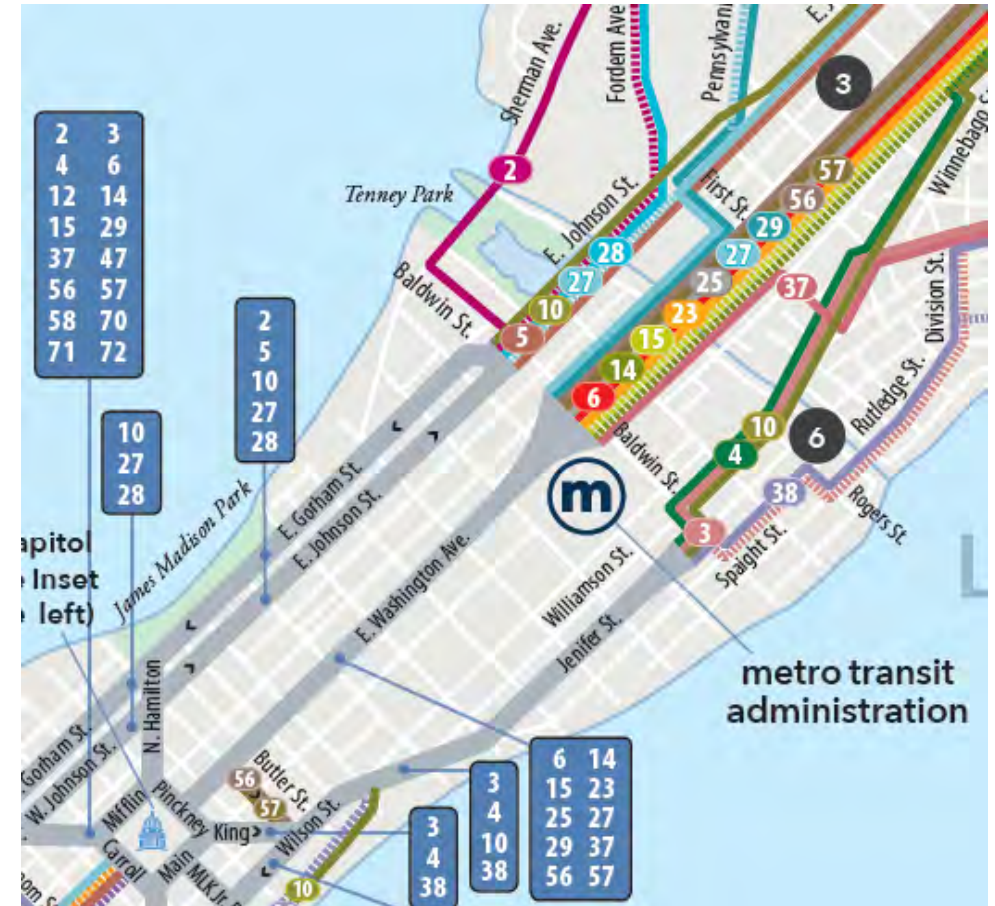 Sherman Ave.
Fordem Ave
Pennsylvan
E. J
3
2 3
4 6
12 14
15 29
37 47
56 57
58 70
71 72
2
Tenney Park
Winnebago S
57
56
29
27
25
23
15
14
6
First St.
E. Johnson St.
28
27
10
5
Baldwin St.
37
Division St.
2
5
10
27
28
10
27
28
Rutledge St.
10
4
6
Baldwin St.
38
Rogers St.
3
Spaight St.
m
E. Gorham St.
E. Johnson St.
James Madison Park
apitol
e Inset
e left)
E. Washington Ave.
Williamson St.
Jenifer St.
metro transit
administration
N. Hamilton
Gorham St.
W. Johnson St.
Mifflin
Pinckney
56
57
Butler St.
King
Wilson St.
Carroll
Main
MLK Jr.
10
3
4
38
3
4
10
38
6 14
15 23
25 27
29 37
56 57
om S
L